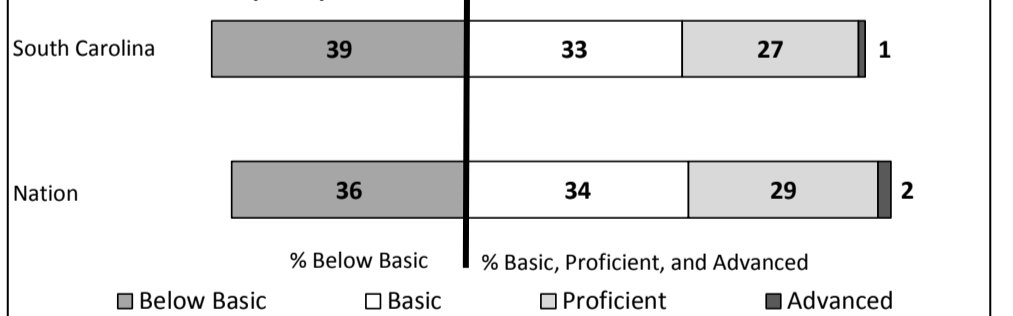 South Carolina 39 33 27 1
Nation 36 34 29 2
% Below Basic % Basic, Proficient, and Advanced
Below Basic Basic Proficient Advanced